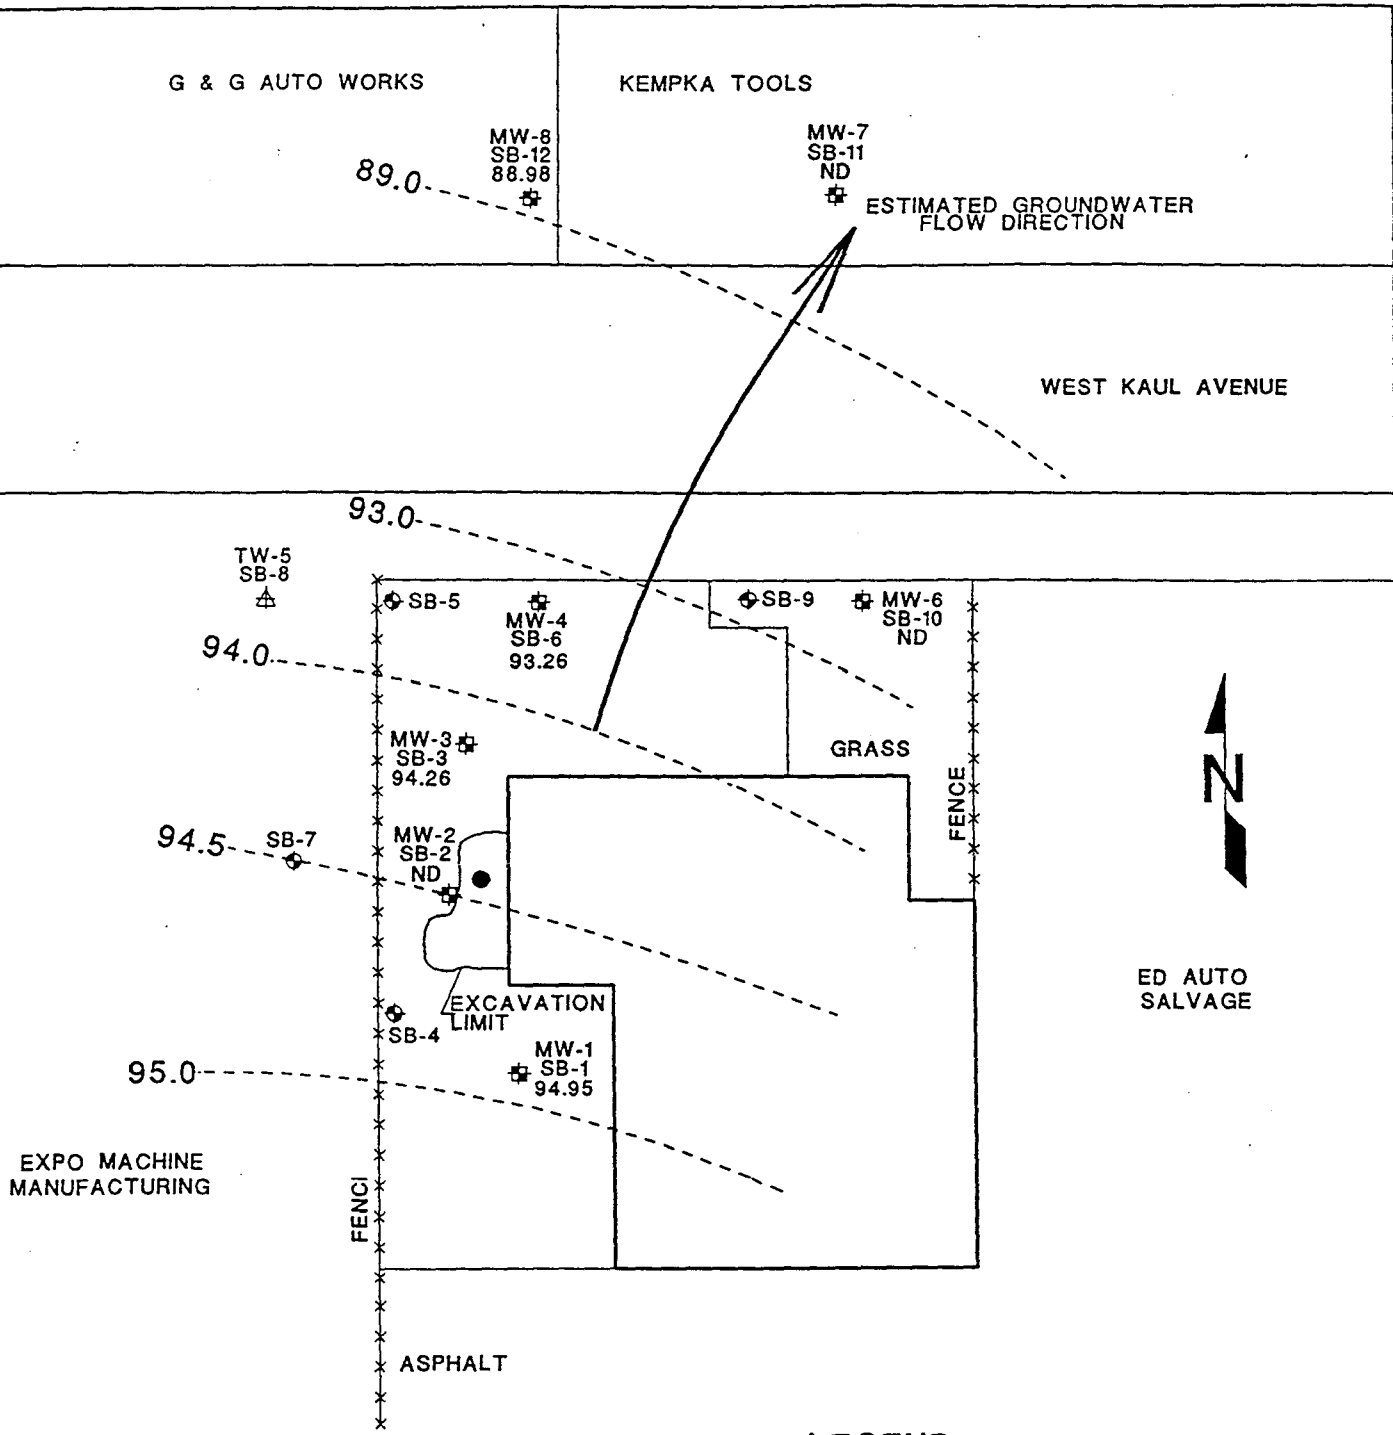 G & G AUTO WORKS
KEMPKA TOOLS
MW-8
SB-12
88.98
MW-7
SB-11
ND
89.0
ESTIMATED GROUNDWATER
FLOW DIRECTION
WEST KAUL AVENUE
93.0
TW-5
SB-8
SB-5
MW-4
SB-6
93.26
SB-9
MW-6
SB-10
ND
94.0
MW-3
SB-3
94.26
GRASS
FENCE
N
94.5
SB-7
MW-2
SB-2
ND
ED AUTO
SALVAGE
EXCAVATION
LIMIT
SB-4
MW-1
SB-1
94.95
95.0
EXPO MACHINE
MANUFACTURING
FENCI
ASPHALT